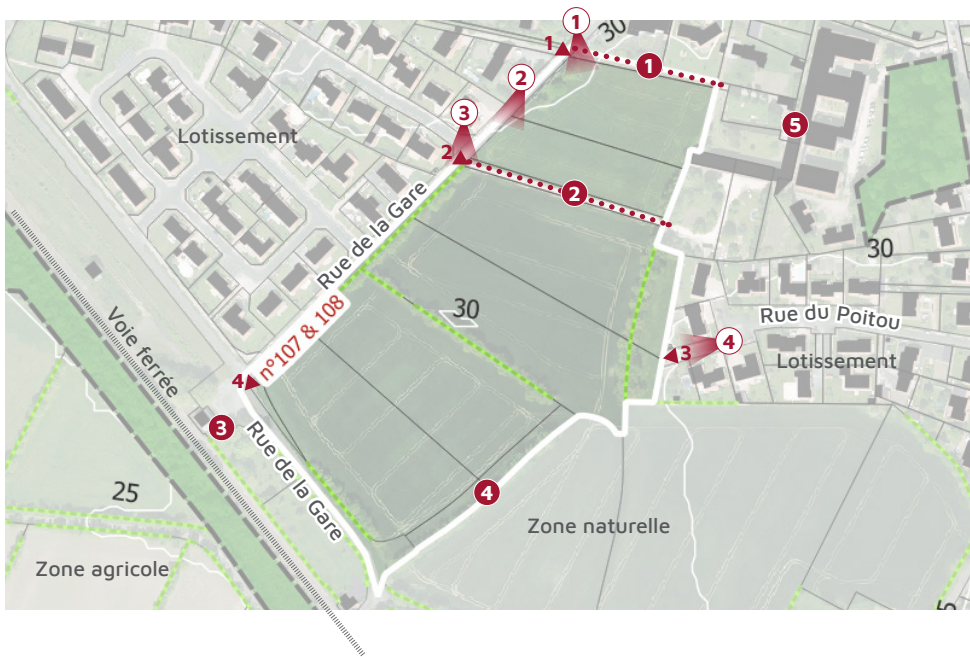 1
30
1
1
2
3
2
5
Lotissement
2
Rue de la Gare
30
30
Rue du Poitou
n°107 & 108
3
4
Lotissement
Voie ferrée
4
3
Rue de la Gare
4
25
Zone naturelle
Zone agricole